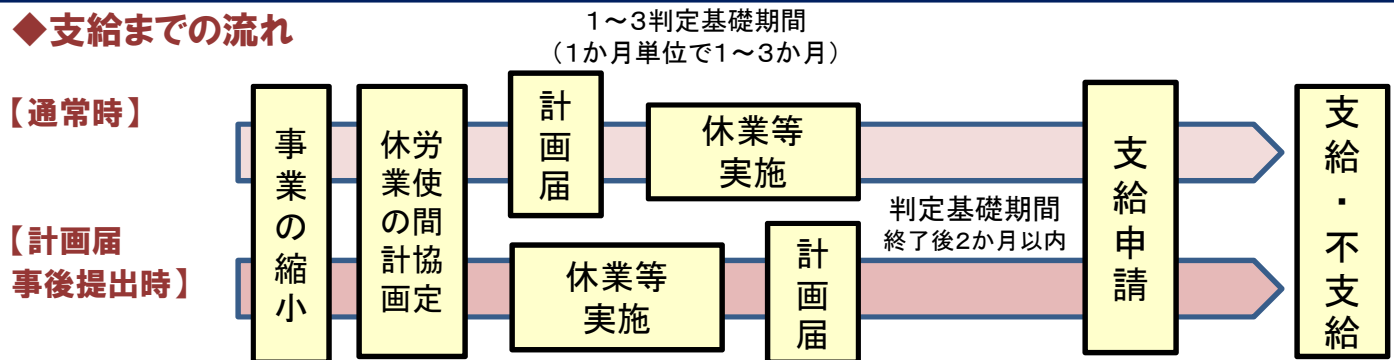 ◆支給までの流れ
1～3判定基礎期間
（1か月単位で1～3か月）
【通常時】
事業の縮小
労使間協定
休業の計画
計画届
休業等
実施
支給申請
支給・不支給
判定基礎期間
終了後2か月以内
【計画届
事後提出時】
休業等
実施
計画届